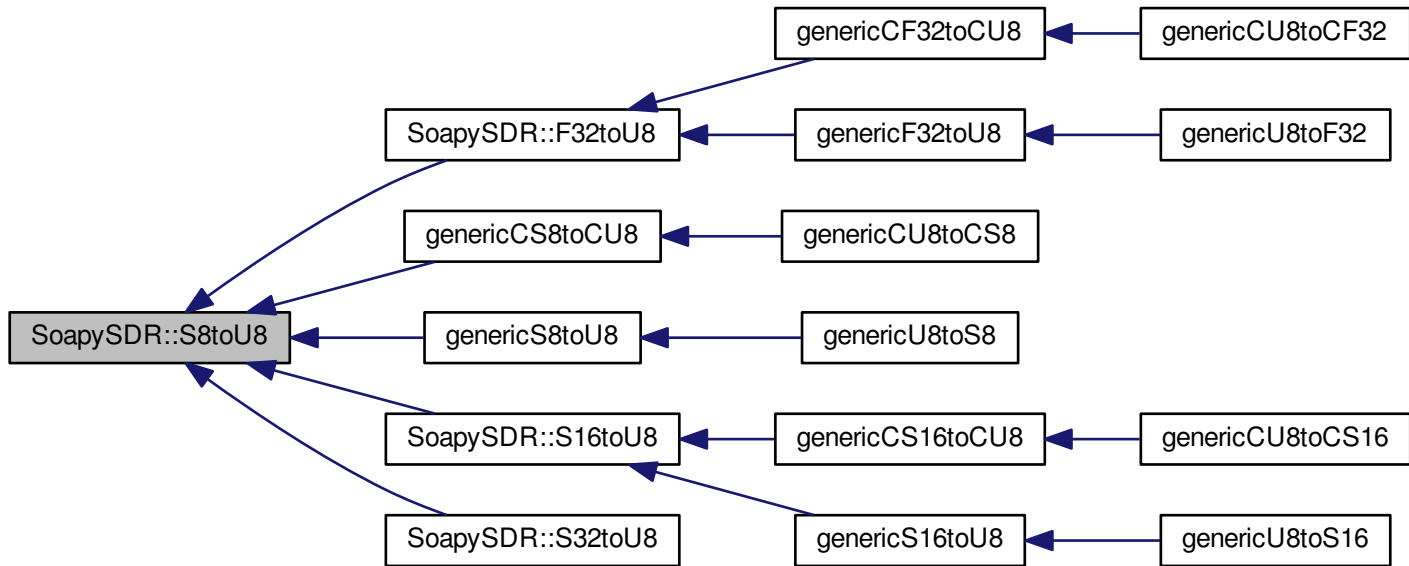 genericCF32toCU8
genericCU8toCF32
SoapySDR::F32toU8
genericF32toU8
genericU8toF32
genericCS8toCU8
genericCU8toCS8
SoapySDR::S8toU8
genericS8toU8
genericU8toS8
SoapySDR::S16toU8
genericCS16toCU8
genericCU8toCS16
SoapySDR::S32toU8
genericS16toU8
genericU8toS16